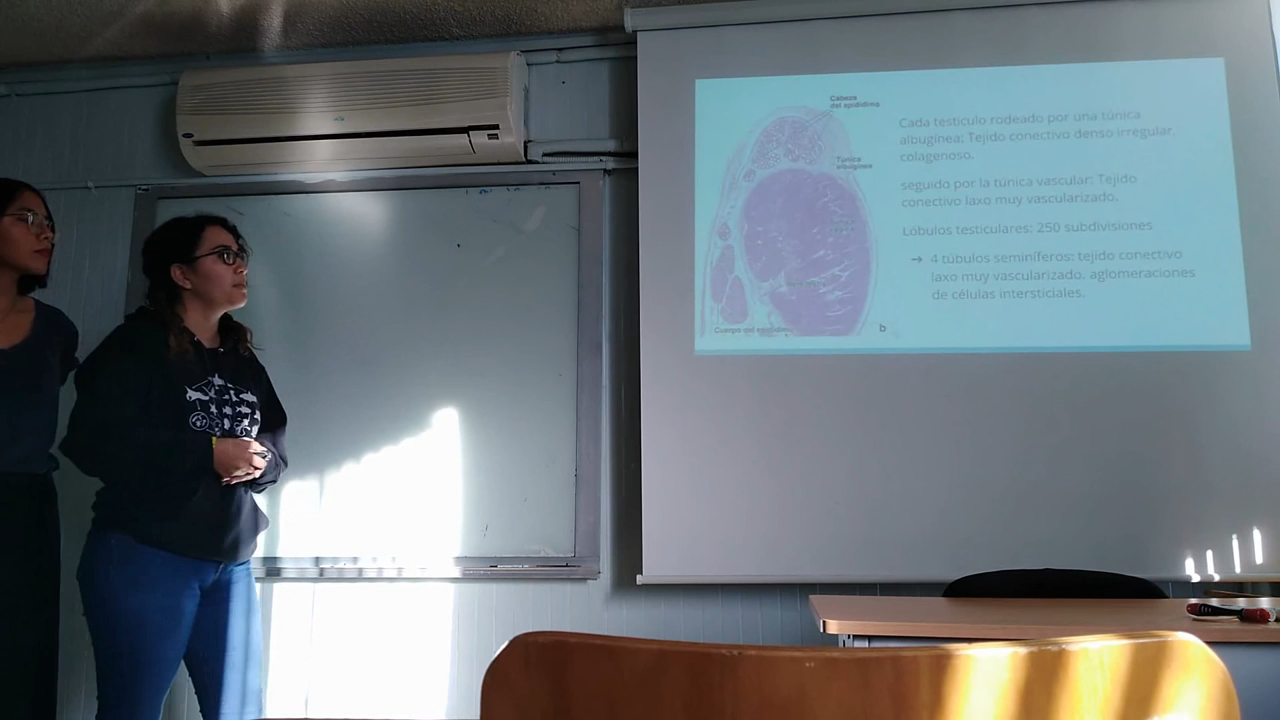 Cabeza
del epidídimo
Túnica
albugínea
Cuerpo del epidídimo
b
Cada testículo rodeado por una túnica
albugínea: Tejido conectivo denso irregular
colagenoso.
seguido por la túnica vascular: Tejido
conectivo laxo muy vascularizado.
Lóbulos testiculares: 250 subdivisiones
→ 4 túbulos seminíferos: tejido conectivo
laxo muy vascularizado. aglomeraciones
de células intersticiales.